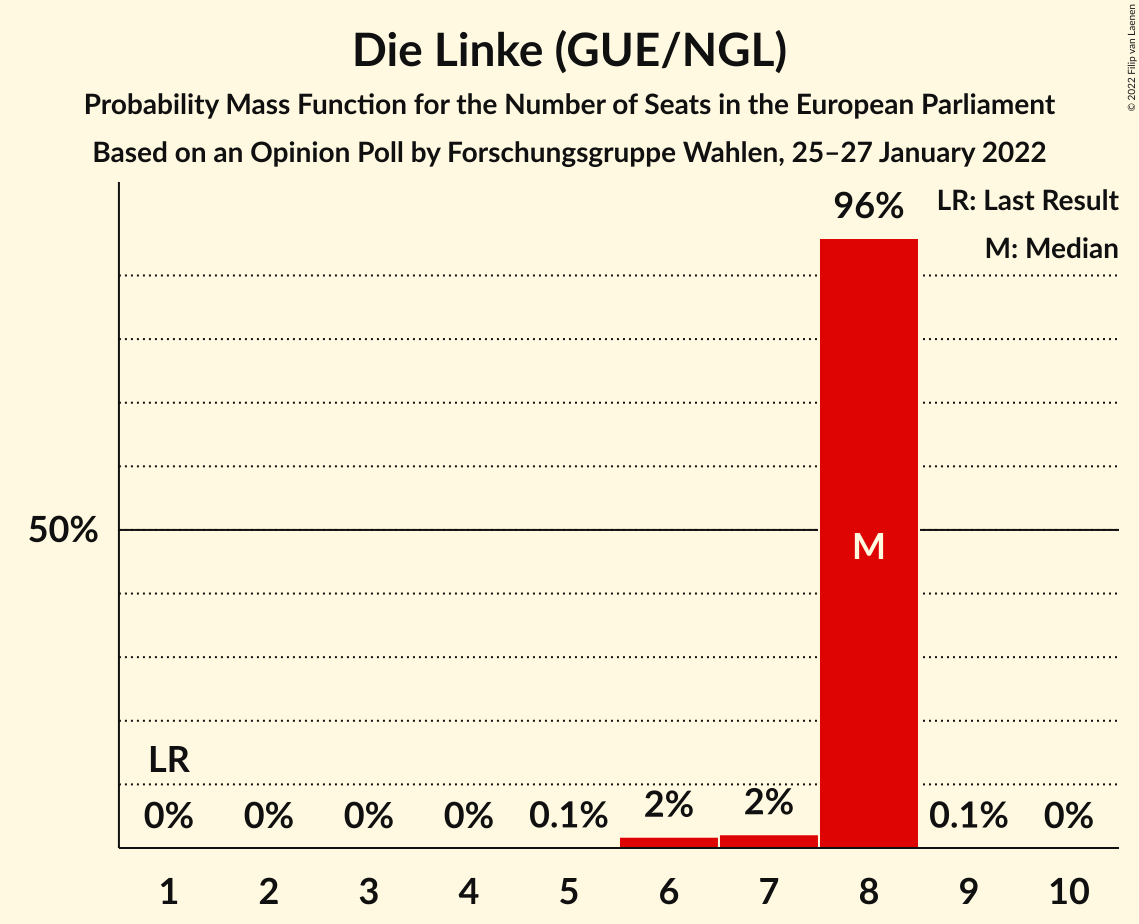 Die Linke (GUE/NGL)
Probability Mass Function for the Number of Seats in the European Parliament
Based on an Opinion Poll by Forschungsgruppe Wahlen, 25–27 January 2022
© 2022 Filip van Laenen
LR: Last Result
M: Median
96%
50%
M
LR
0% 0% 0% 0% 0.1% 2% 2% 0.1% 0%
1 2 3 4 5 6 7 8 9 10